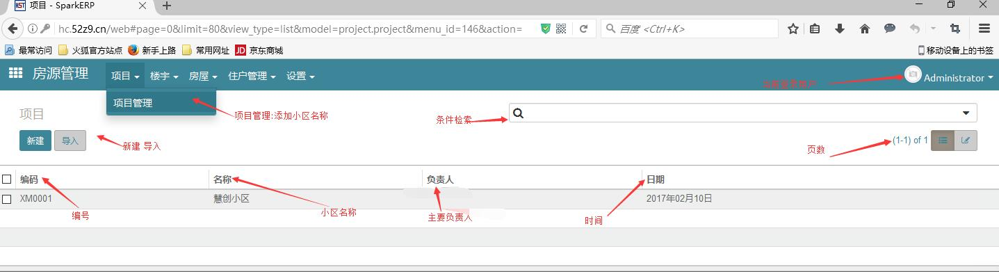 项目 - SparkERP
hc.52z9.cn/web#page=0&limit=80&view_type=list&model=project.project&menu_id=146&action=
百度 <Ctrl+K>
最常访问 火狐官方站点 新手上路 常用网址 JD 京东商城 移动设备上的书签
房源管理 项目 楼宇 房屋 住户管理 设置 Administrator
当前登录用户
项目管理
项目管理:添加小区名称
项目
条件检索
新建 导入
新建 导入
(1-1) of 1
页数
编码 名称 负责人 日期
XM0001 慧创小区 2017年02月10日
编号
小区名称
主要负责人
时间